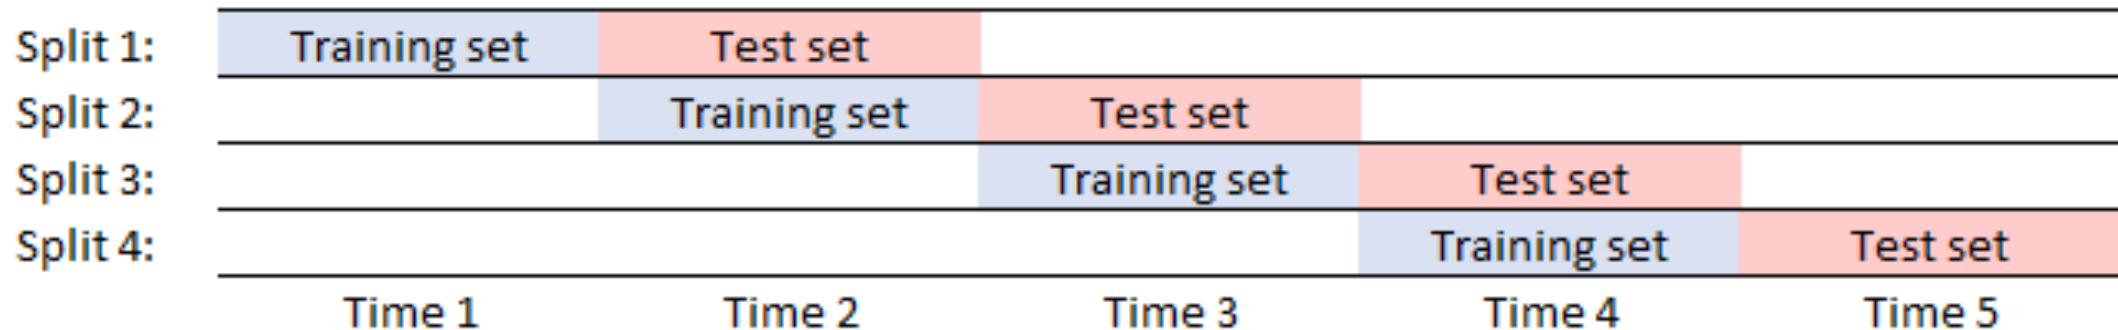 Split 1: Training set Test set
Split 2: Training set Test set
Split 3: Training set Test set
Split 4: Training set Test set
Time 1 Time 2 Time 3 Time 4 Time 5